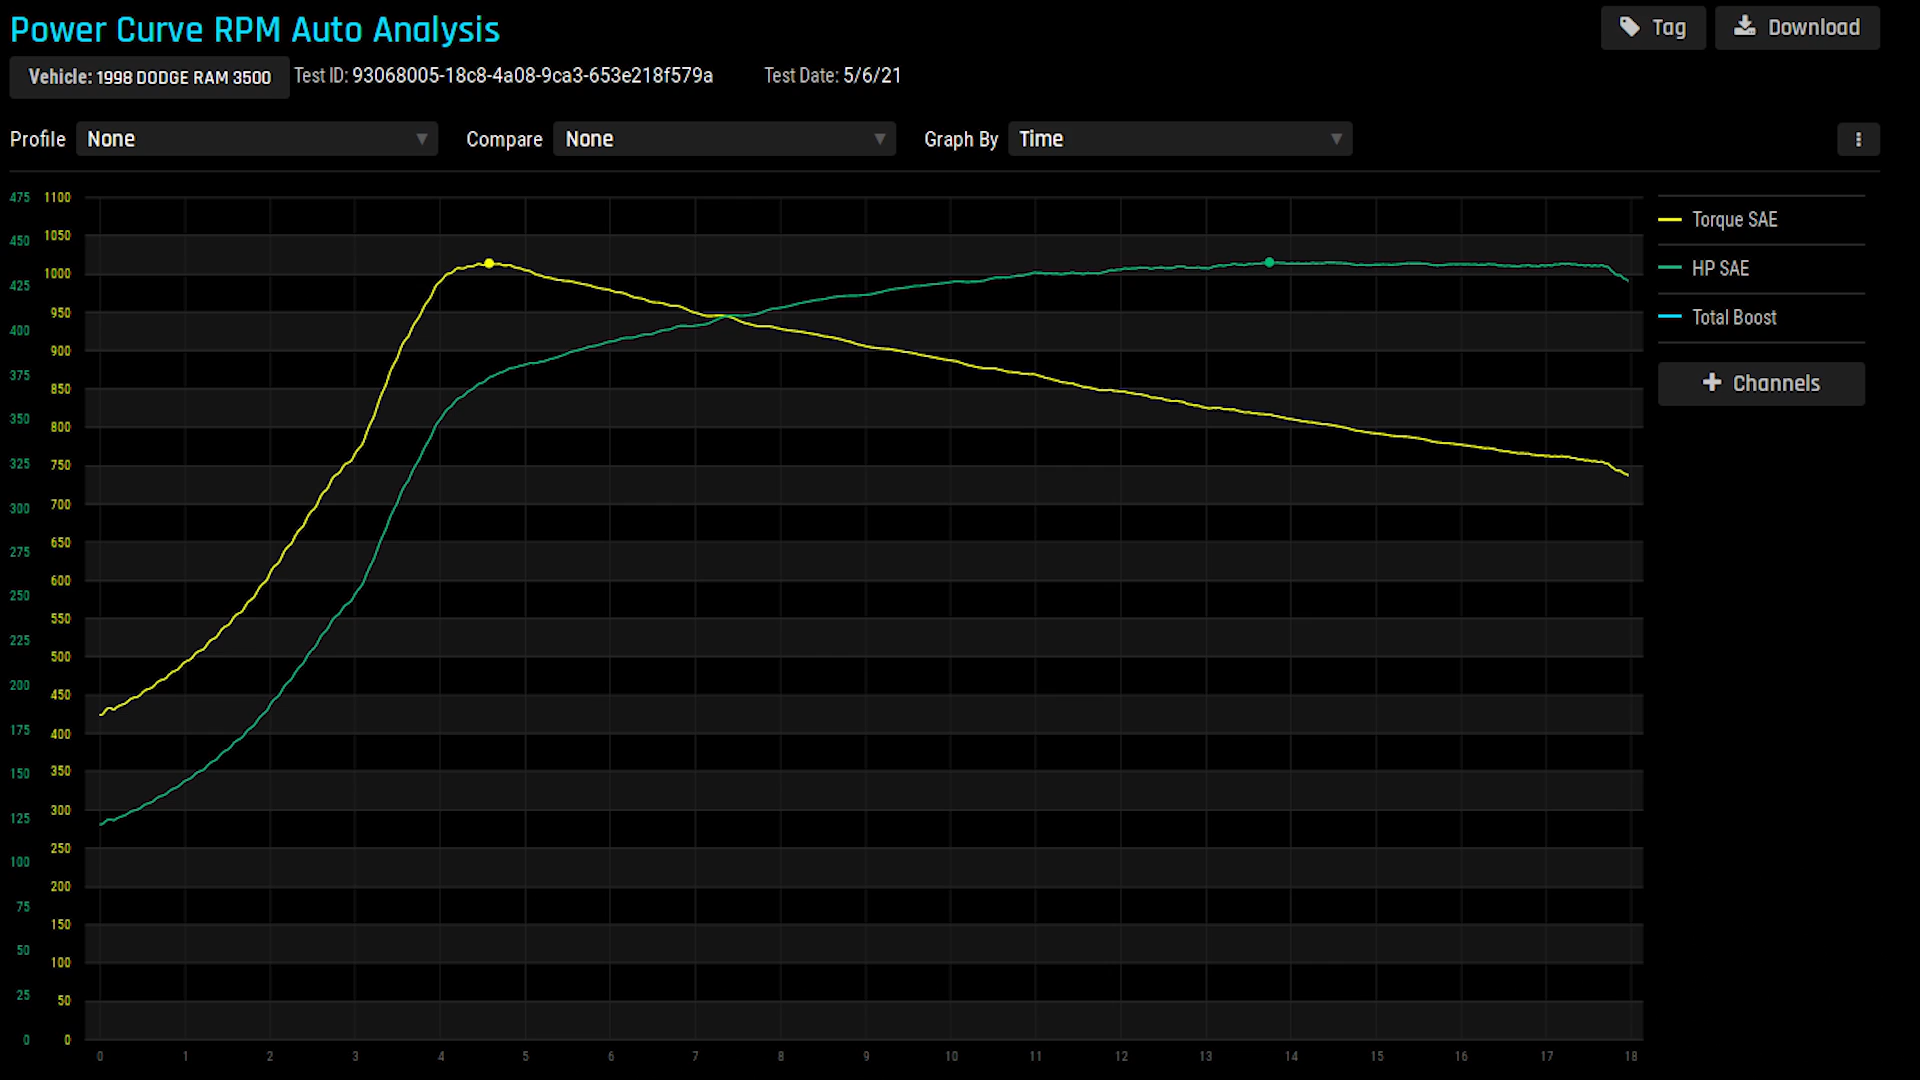 Power Curve RPM Auto Analysis
Tag
Download
Vehicle: 1998 DODGE RAM 3500
Test ID: 93068005-18c8-4a08-9ca3-653e218f579a
Test Date: 5/6/21
Profile None
Compare None
Graph By Time
475 1100
450 1050
425 1000
400 950
375 900
350 850
325 800
300 750
275 700
250 650
225 600
200 550
175 500
150 450
125 400
100 350
75 300
50 250
25 200
0 150
100
50
0
0 1 2 3 4 5 6 7 8 9 10 11 12 13 14 15 16 17 18
Torque SAE
HP SAE
Total Boost
Channels